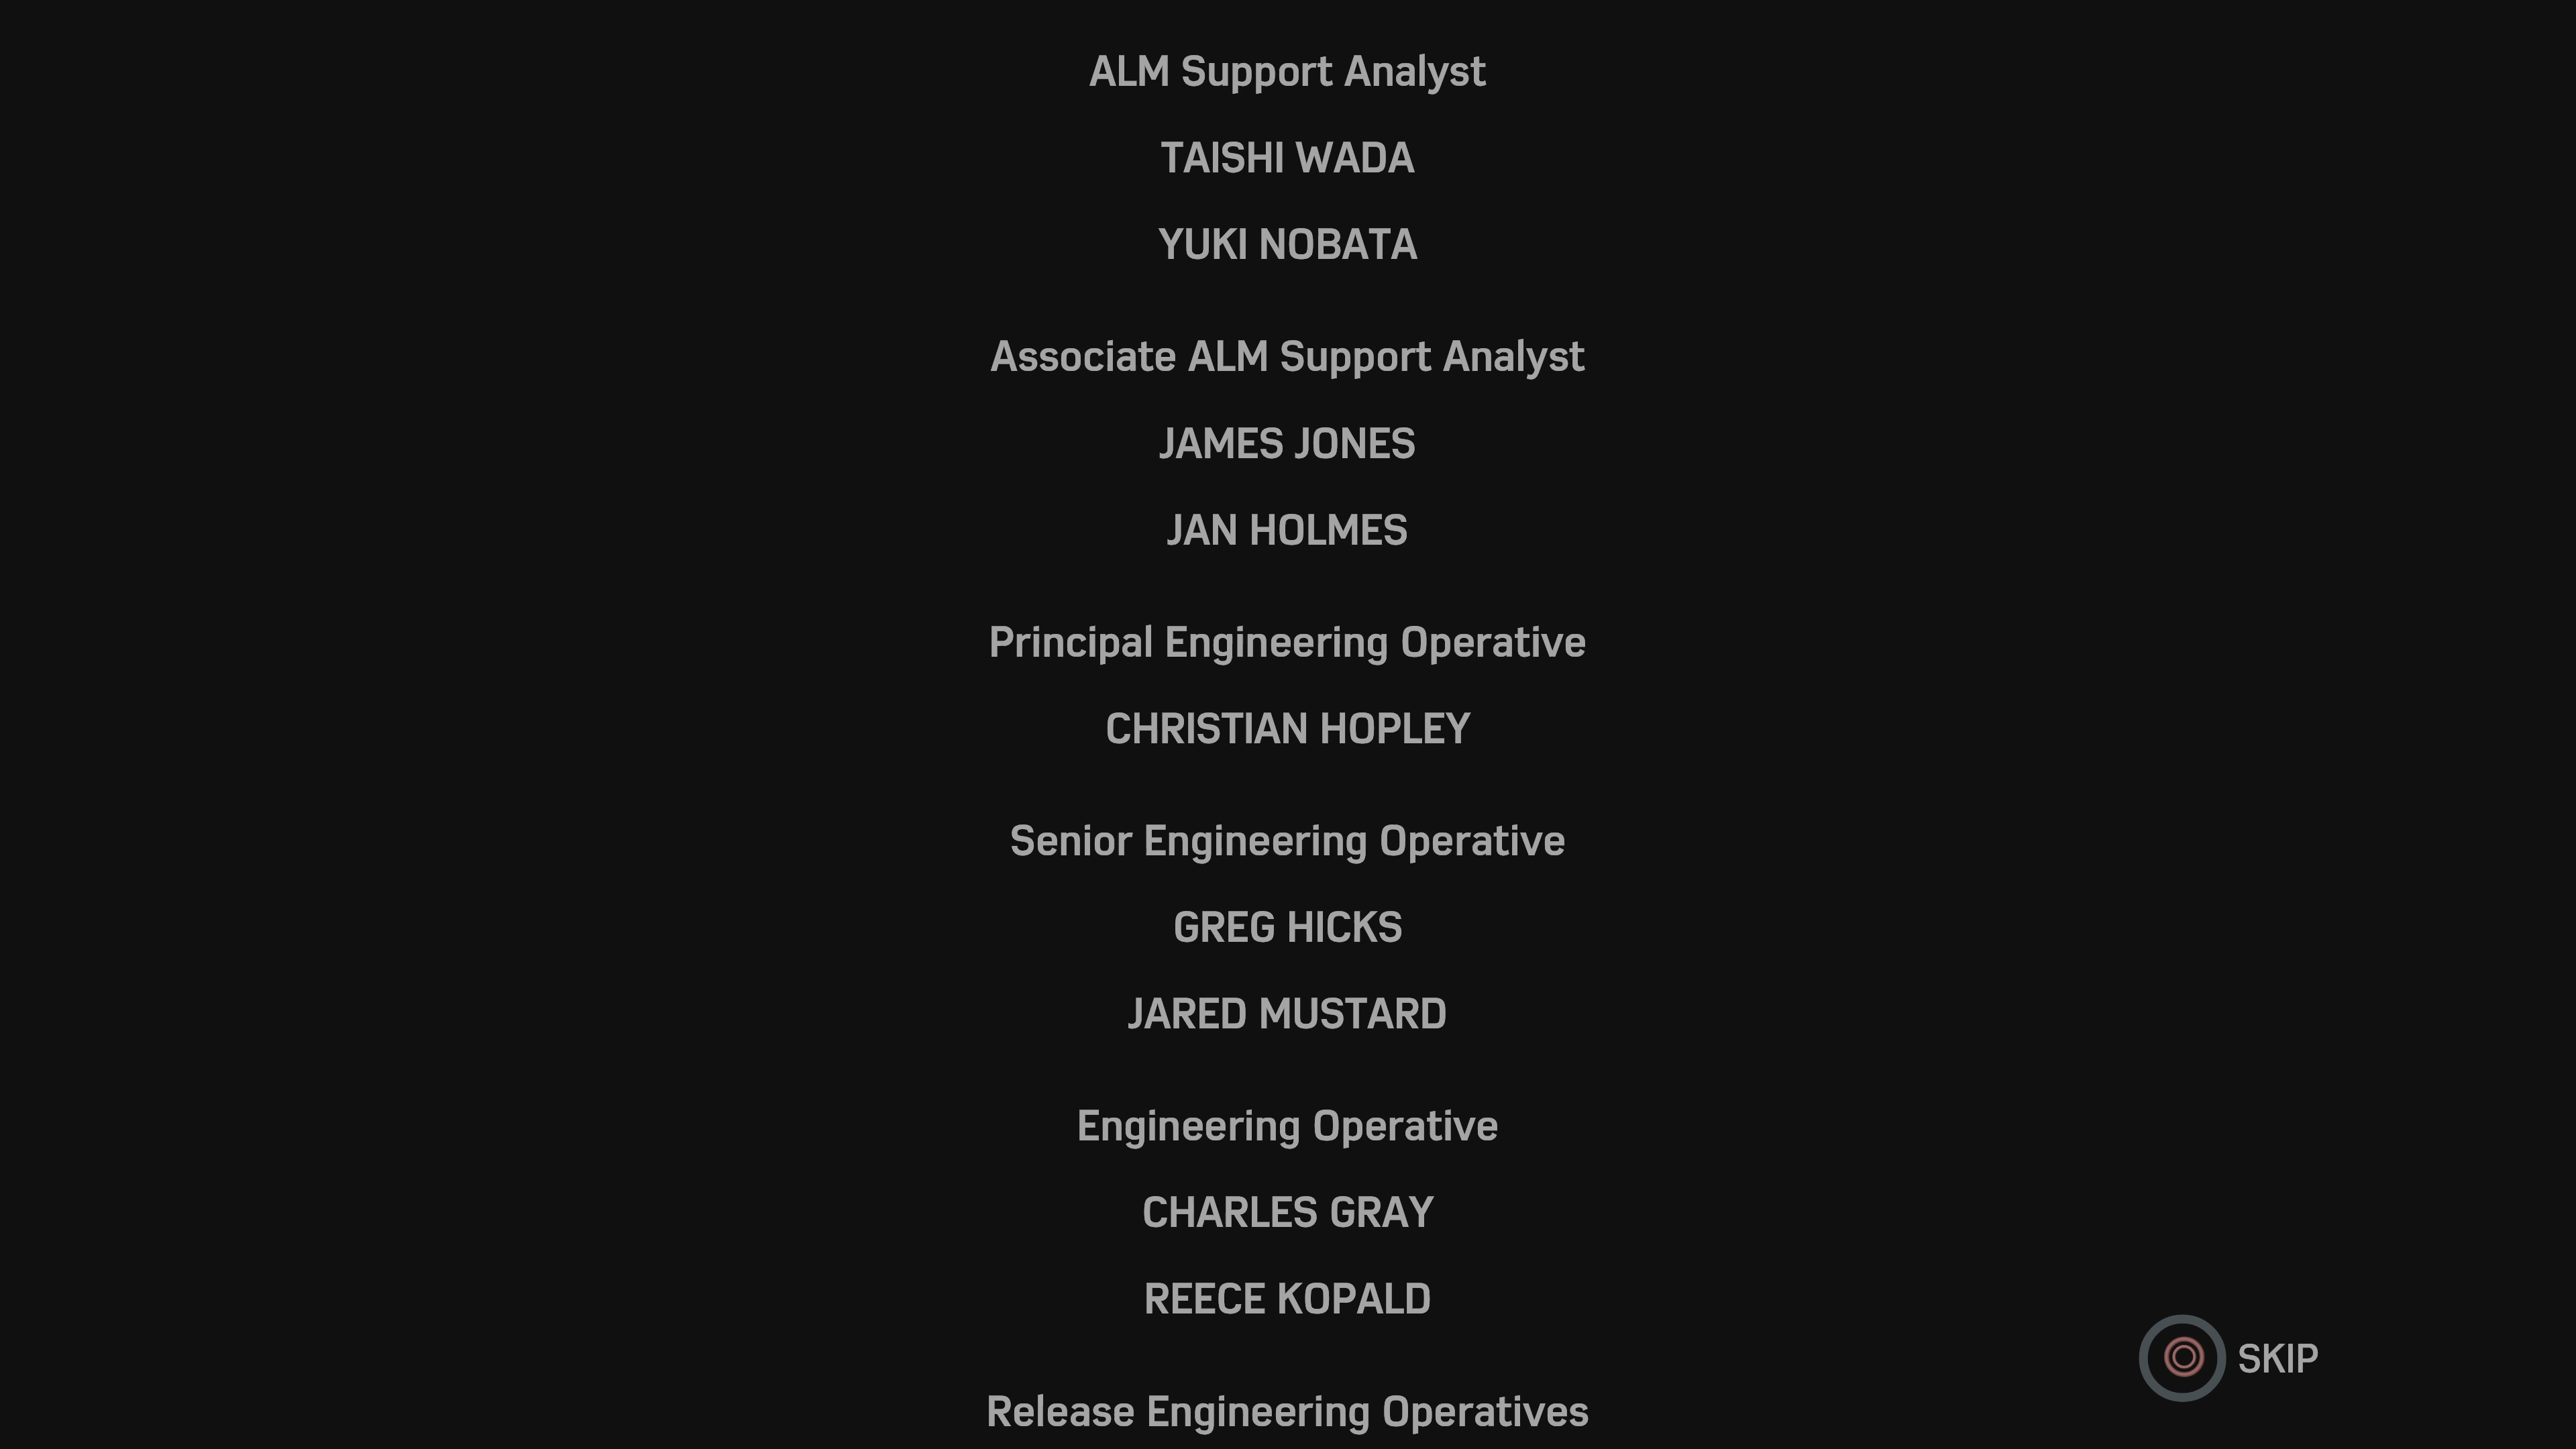 ALM Support Analyst
TAISHI WADA
YUKI NOBATA
Associate ALM Support Analyst
JAMES JONES
JAN HOLMES
Principal Engineering Operative
CHRISTIAN HOPLEY
Senior Engineering Operative
GREG HICKS
JARED MUSTARD
Engineering Operative
CHARLES GRAY
REECE KOPALD
SKIP
Release Engineering Operatives